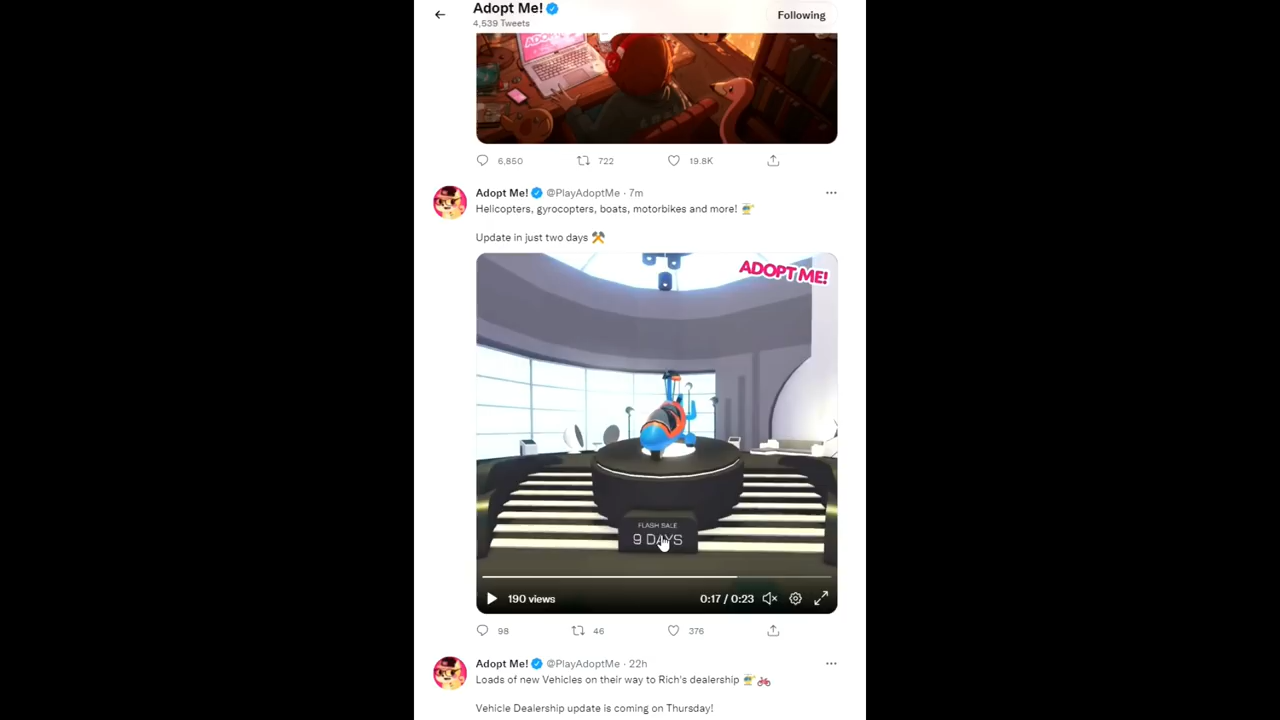 Adopt Me!
4,539 Tweets
Following
ADO
6,850 722 19.8K
Adopt Me! @PlayAdoptMe · 7m
Helicopters, gyrocopters, boats, motorbikes and more! 🚁
Update in just two days ⚒️
ADOPT ME!
FLASH SALE
9 DAYS
190 views 0:17 / 0:23
98 46 376
Adopt Me! @PlayAdoptMe · 22h
Loads of new Vehicles on their way to Rich's dealership 🚁🚲
Vehicle Dealership update is coming on Thursday!